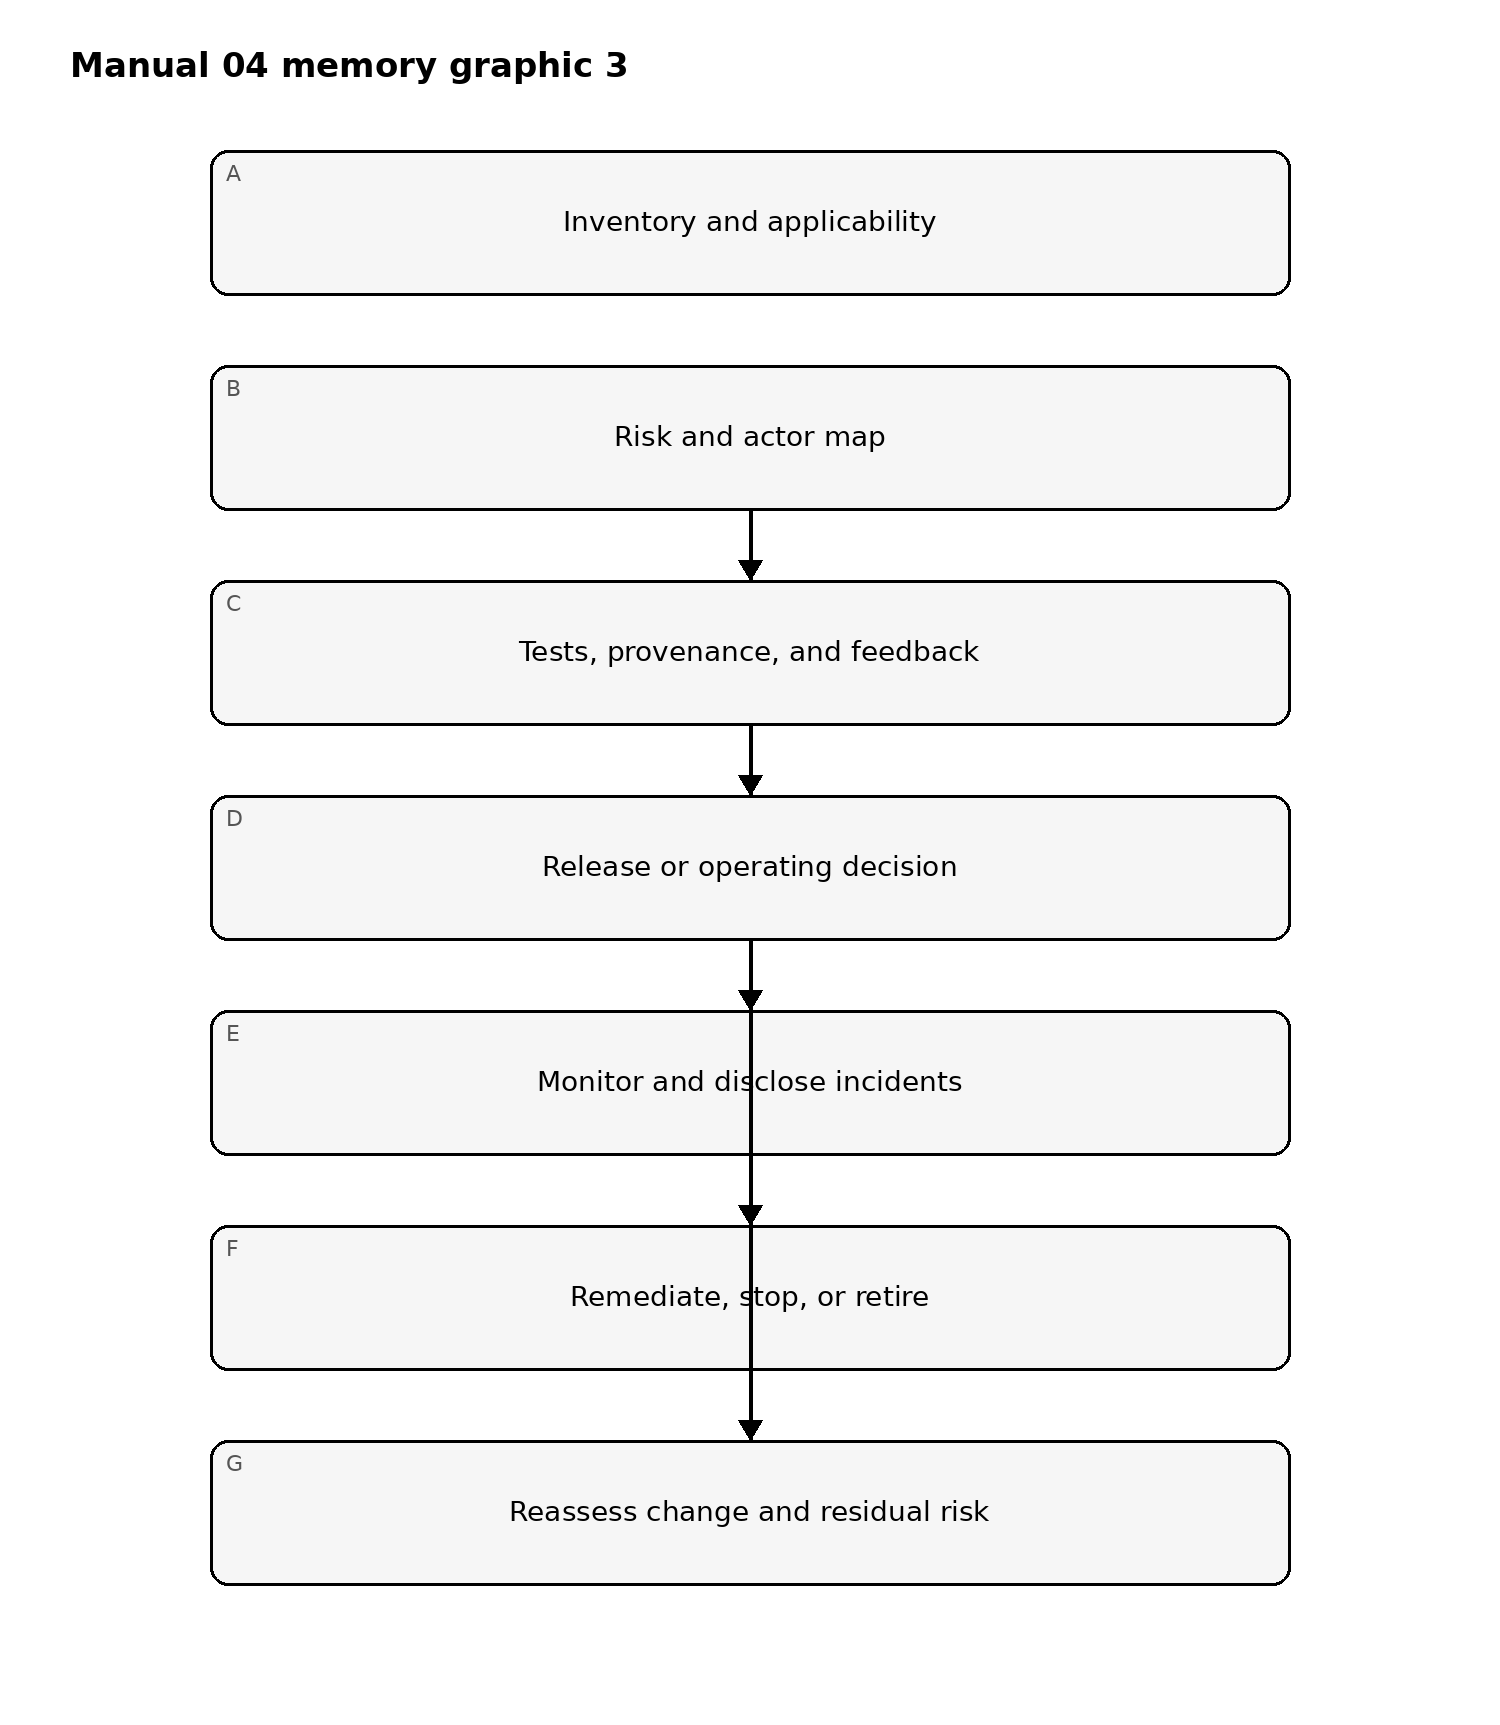 Manual 04 memory graphic 3
A
Inventory and applicability
B
Risk and actor map
C
Tests, provenance, and feedback
D
Release or operating decision
E
Monitor and disclose incidents
F
Remediate, stop, or retire
G
Reassess change and residual risk